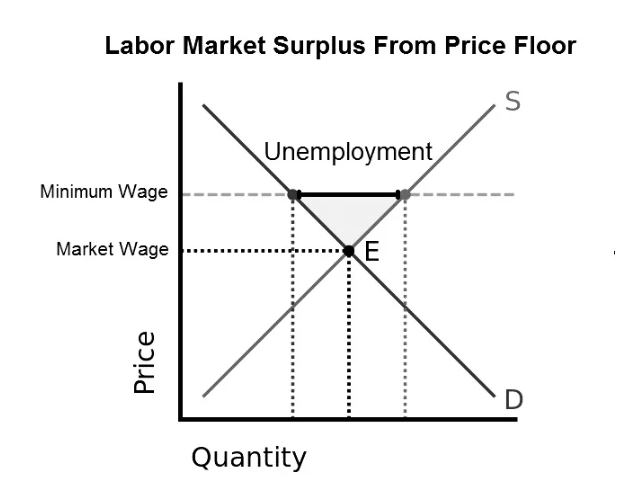 Labor Market Surplus From Price Floor
S
Unemployment
Minimum Wage
Market Wage
E
Price
D
Quantity